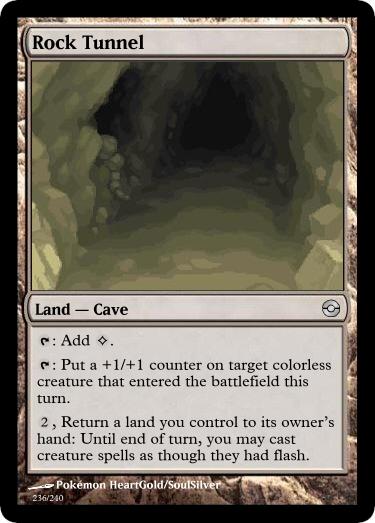 Rock Tunnel
Land — Cave
: Add .
: Put a +1/+1 counter on target colorless
creature that entered the battlefield this
turn.
2, Return a land you control to its owner's
hand: Until end of turn, you may cast
creature spells as though they had flash.
Pokémon HeartGold/SoulSilver
236/240